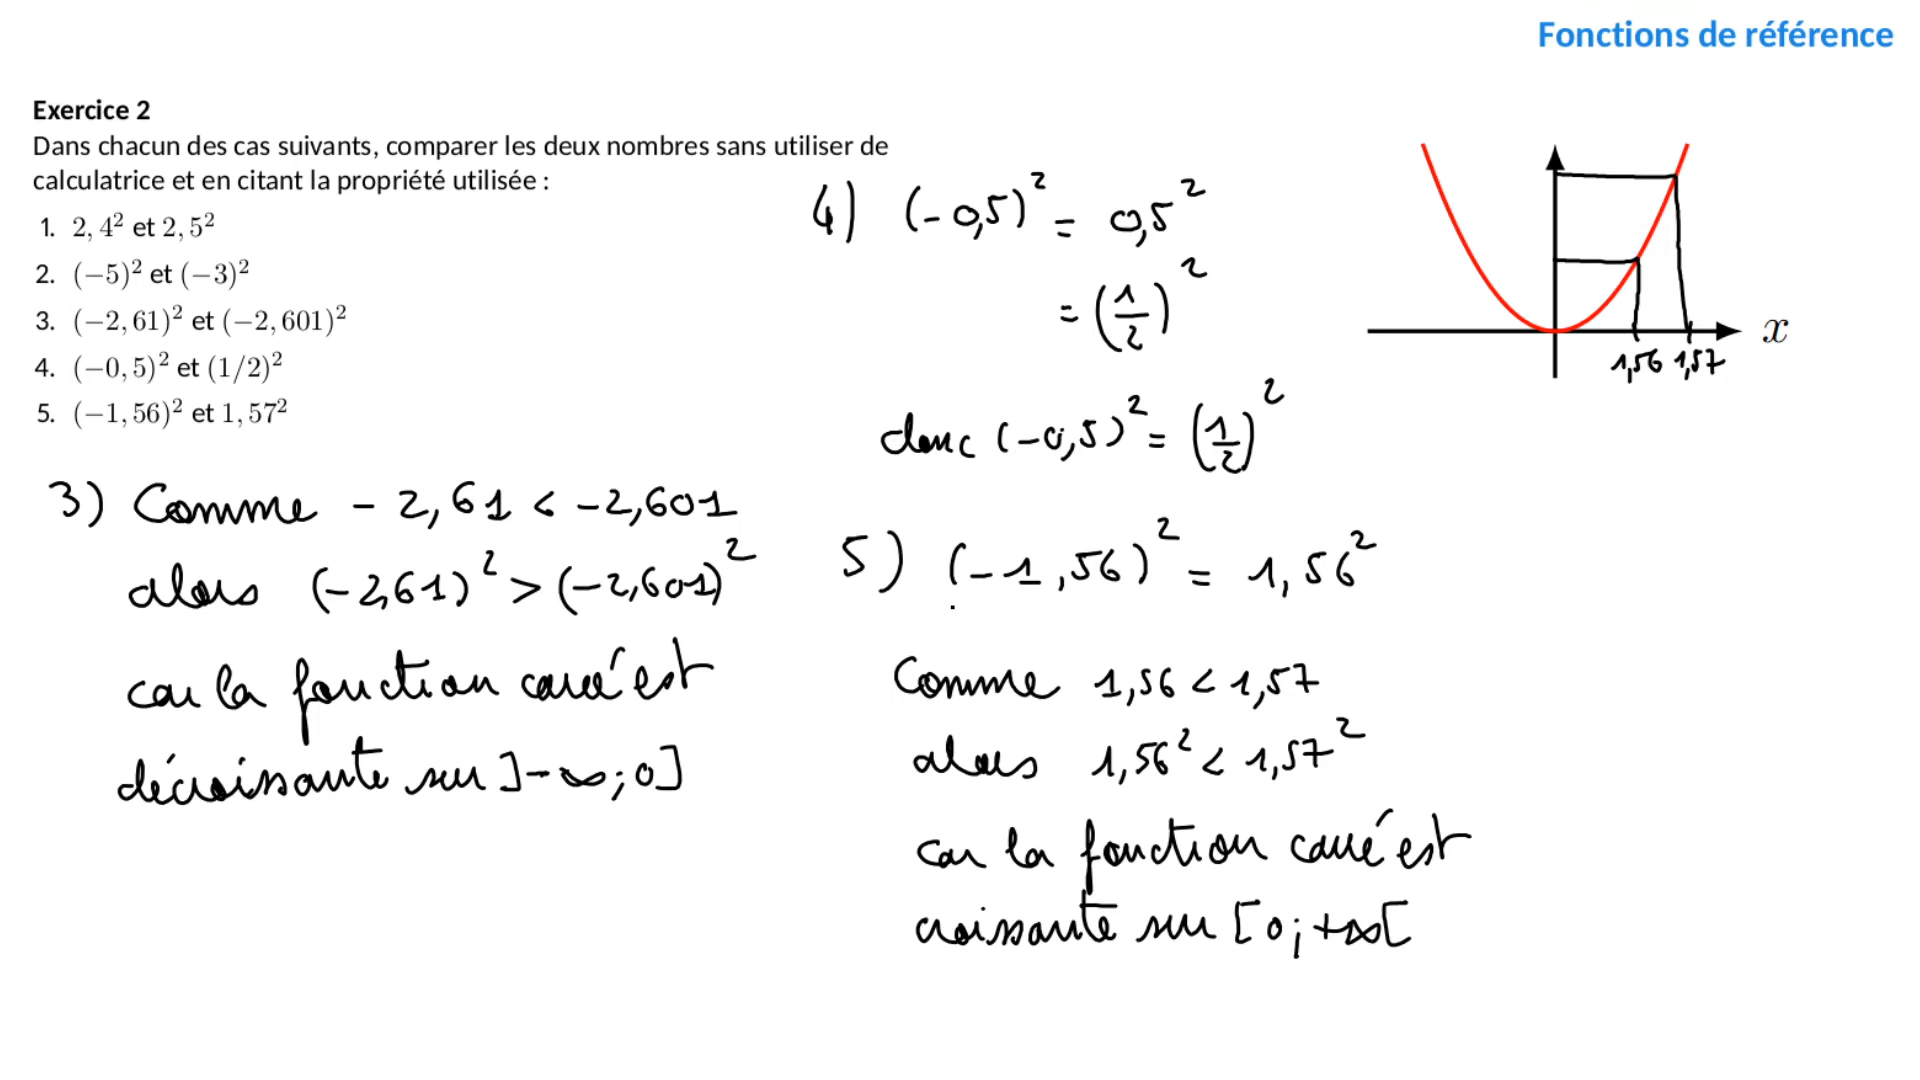 Fonctions de référence
Exercice 2
Dans chacun des cas suivants, comparer les deux nombres sans utiliser de
calculatrice et en citant la propriété utilisée :
1. 2, 4² et 2, 5²
2. (−5)² et (−3)²
3. (−2, 61)² et (−2, 601)²
4. (−0, 5)² et (1/2)²
5. (−1, 56)² et 1, 57²
3) Comme - 2,61 < -2,601
alors (-2,61)² > (-2,601)²
car la fonction carré est
décroissante sur ]-∞; 0]
4) (-0,5)² = 0,5²
= (1/2)²
donc (-0,5)² = (1/2)²
5) (-1,56)² = 1,56²
Comme 1,56 < 1,57
alors 1,56² < 1,57²
car la fonction carré est
croissante sur [0;+∞[
x
1,56 1,57